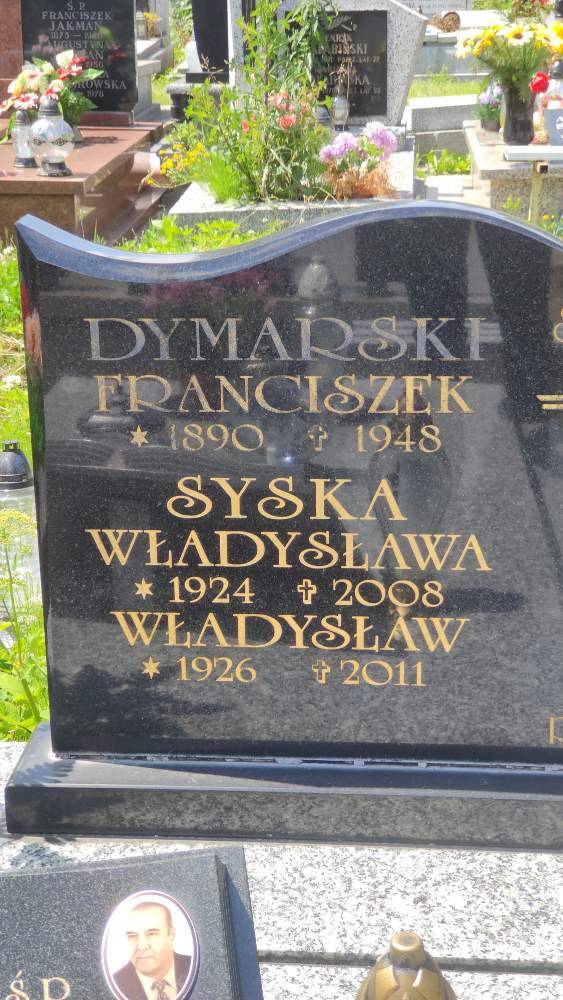 Ś.P.
FRANCISZEK
JAKMAN
DYMARSKI
FRANCISZEK
* 1890 ✝ 1948
SYSKA
WŁADYSŁAWA
* 1924 ✝ 2008
WŁADYSŁAW
* 1926 ✝ 2011
Ś.P.